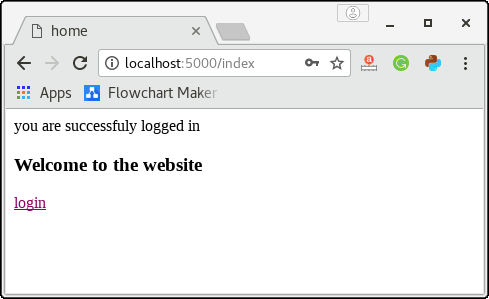 home
localhost:5000/index
Apps Flowchart Maker
you are successfuly logged in
Welcome to the website
login